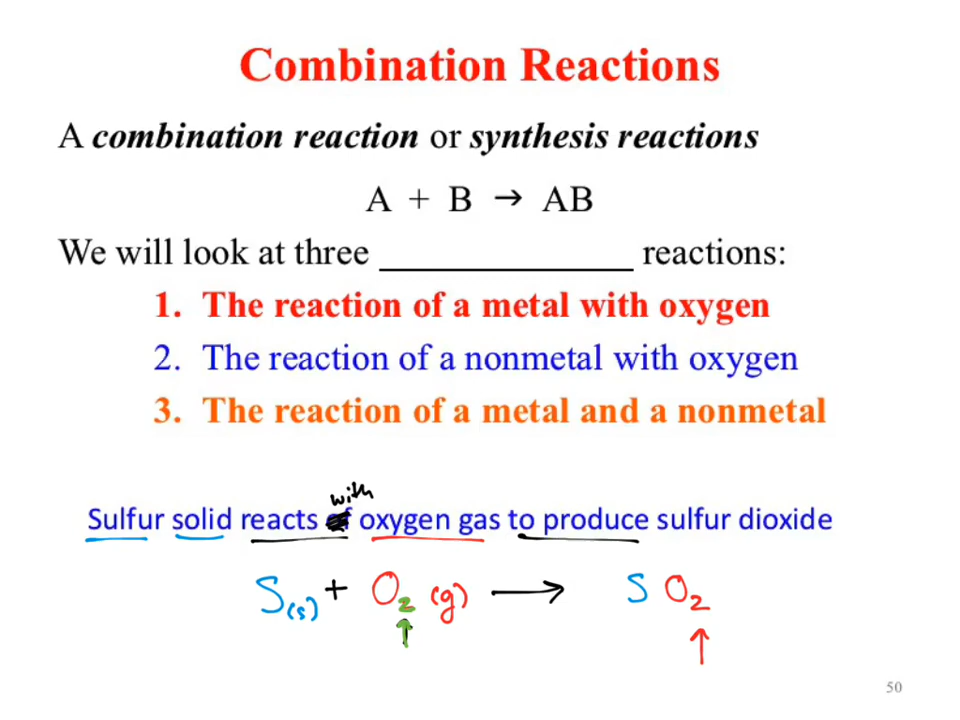 Combination Reactions
A combination reaction or synthesis reactions
A + B → AB
We will look at three ______________ reactions:
1. The reaction of a metal with oxygen
2. The reaction of a nonmetal with oxygen
3. The reaction of a metal and a nonmetal
with
Sulfur solid reacts of oxygen gas to produce sulfur dioxide
S(s) + O2 (g) → S O2
50